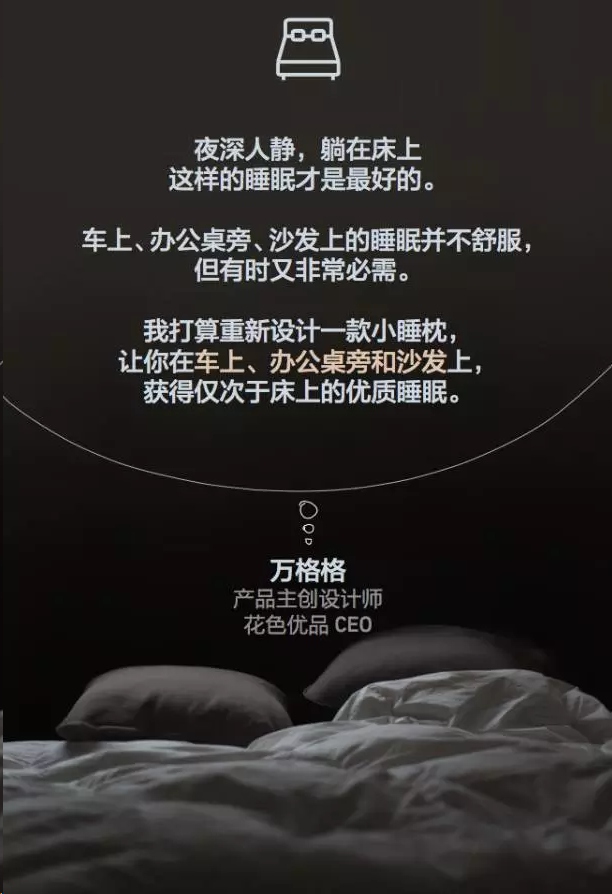 夜深人静，躺在床上
这样的睡眠才是最好的。
车上、办公桌旁、沙发上的睡眠并不舒服，
但有时又非常必需。
我打算重新设计一款小睡枕，
让你在车上、办公桌旁和沙发上，
获得仅次于床上的优质睡眠。
万格格
产品主创设计师
花色优品 CEO